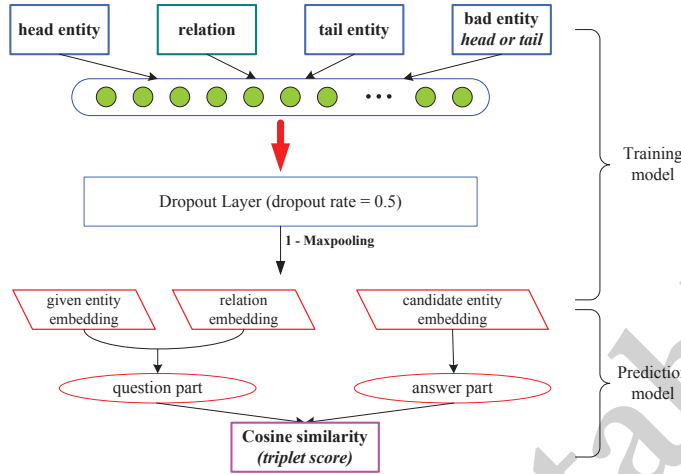 head entity
relation
tail entity
bad entity
head or tail
...
Training
model
Dropout Layer (dropout rate = 0.5)
1 - Maxpooling
given entity
embedding
relation
embedding
candidate entity
embedding
question part
answer part
Prediction
model
Cosine similarity
(triplet score)